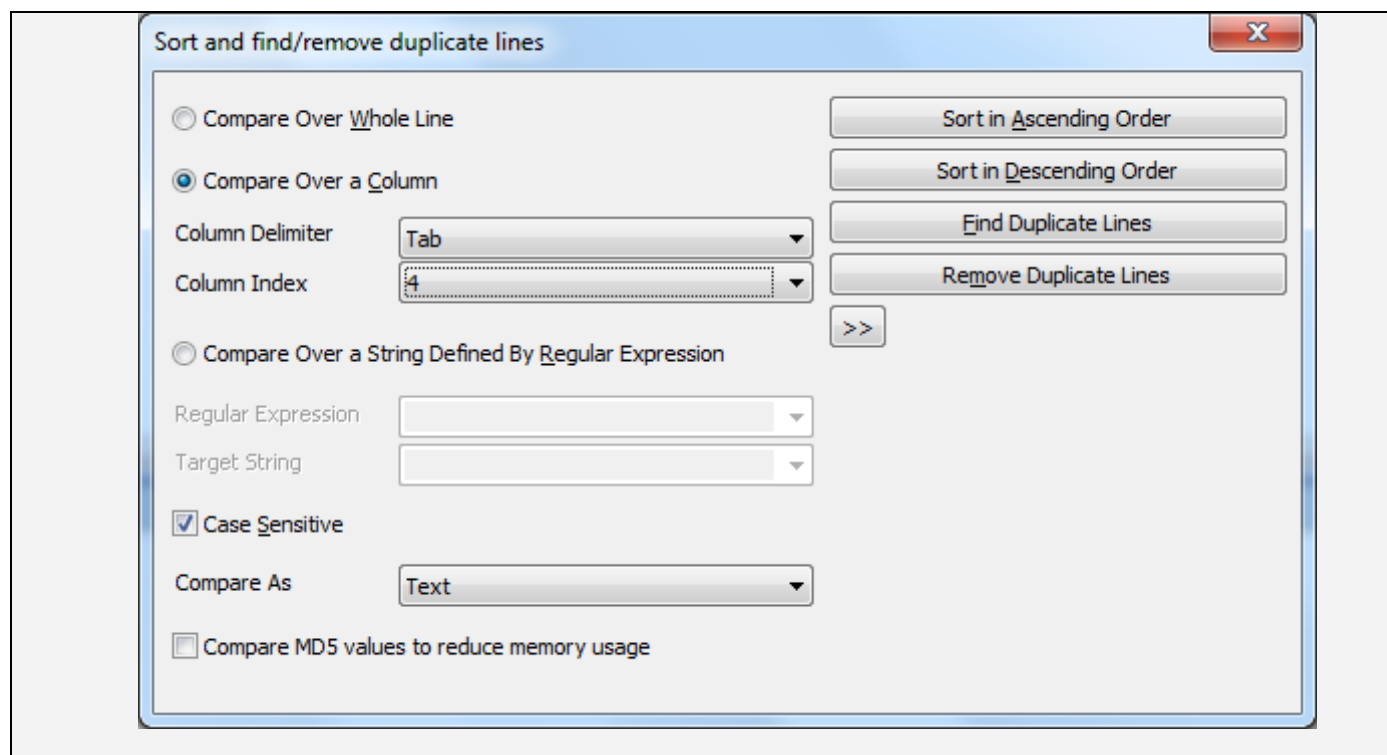 Sort and find/remove duplicate lines
X
Compare Over Whole Line
Compare Over a Column
Column Delimiter
Tab
Column Index
4
Compare Over a String Defined By Regular Expression
Regular Expression
Target String
Case Sensitive
Compare As
Text
Compare MD5 values to reduce memory usage
Sort in Ascending Order
Sort in Descending Order
Find Duplicate Lines
Remove Duplicate Lines
>>